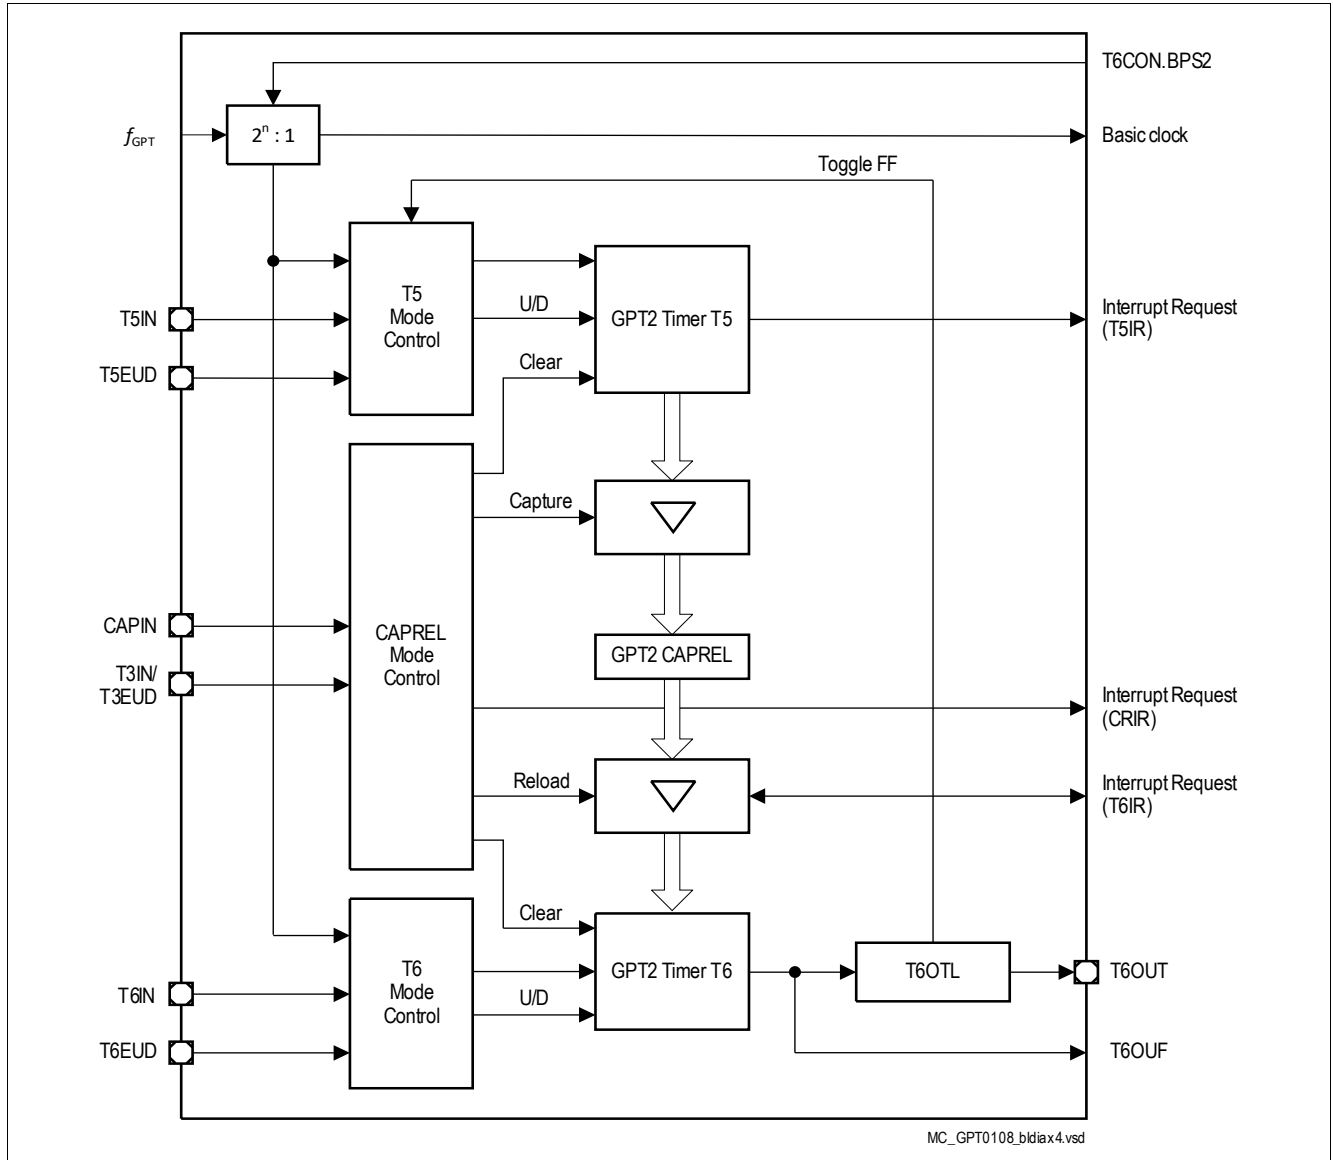 T6CON.BPS2
fGPT
2n : 1
Basic clock
Toggle FF
T5
Mode
Control
U/D
GPT2 Timer T5
Interrupt Request
(T5IR)
T5IN
T5EUD
Clear
Capture
CAPIN
T3IN/
T3EUD
CAPREL
Mode
Control
GPT2 CAPREL
Interrupt Request
(CRIR)
Reload
Interrupt Request
(T6IR)
Clear
T6
Mode
Control
GPT2 Timer T6
T6OTL
T6OUT
T6IN
U/D
T6EUD
T6OUF
MC_GPT0108_bldiax4.vsd